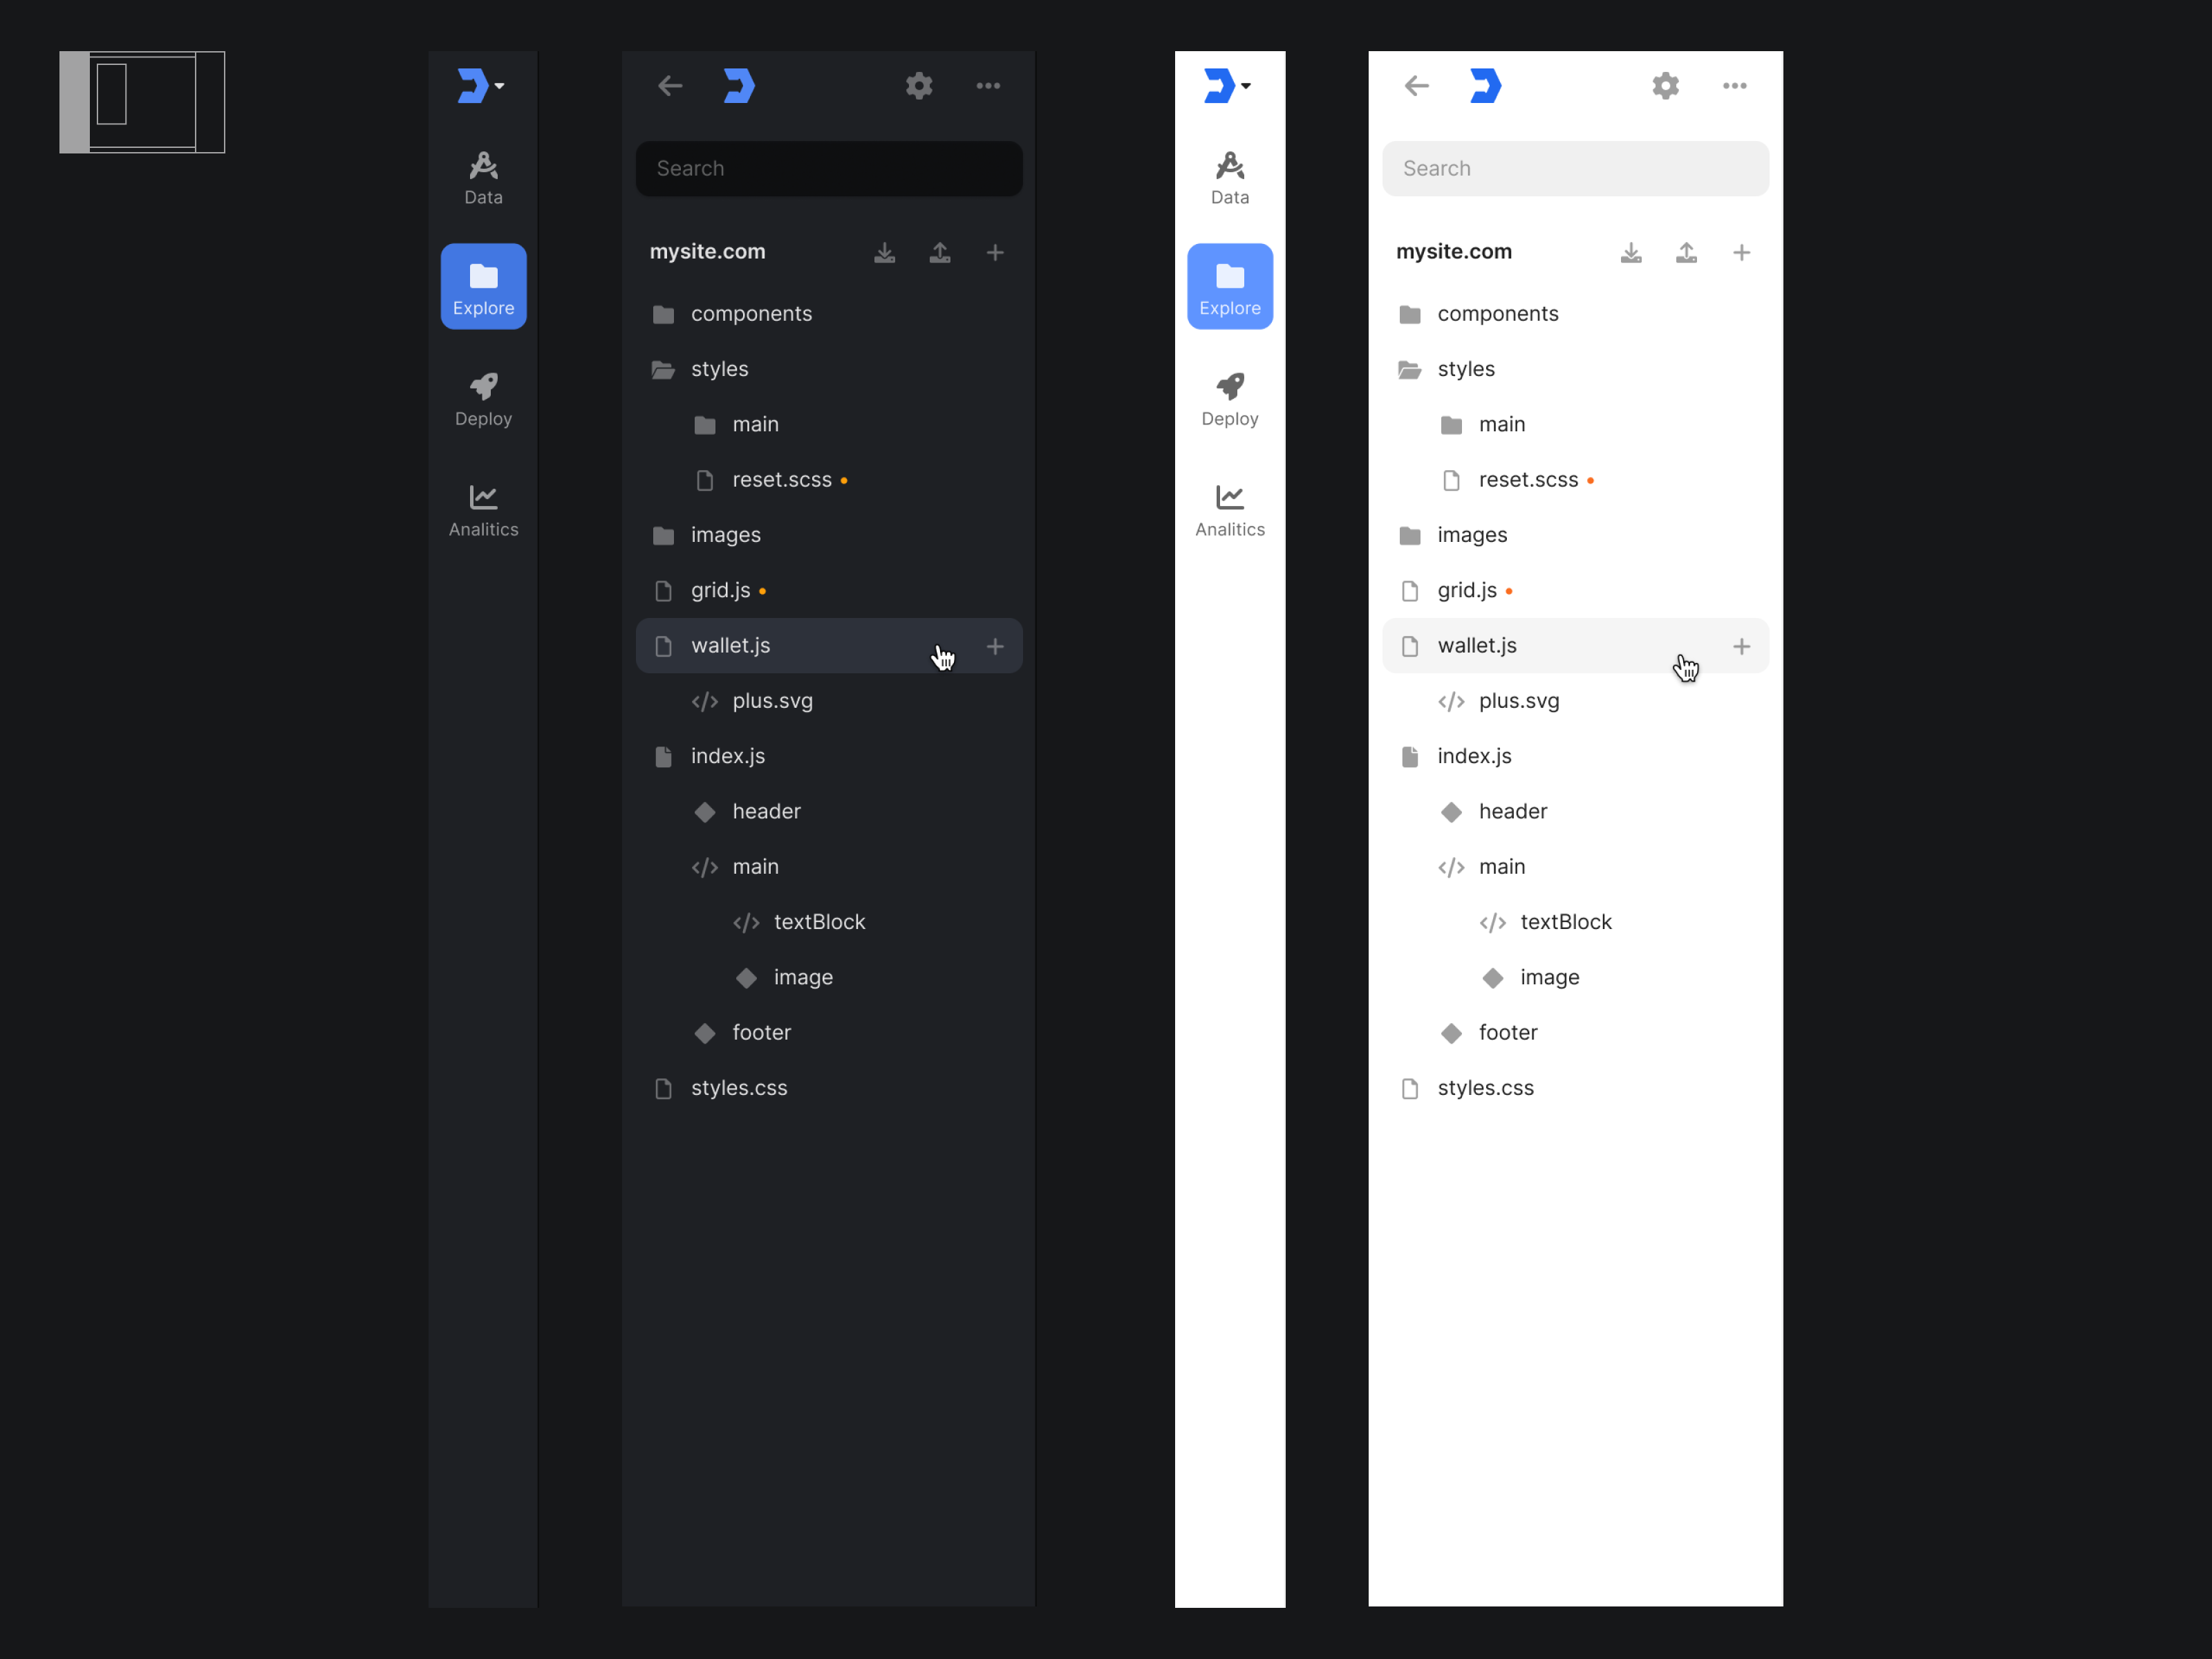 Data
Explore
Deploy
Analitics
Search
mysite.com
components
styles
main
reset.scss
images
grid.js
wallet.js
plus.svg
index.js
header
main
textBlock
image
footer
styles.css
Data
Explore
Deploy
Analitics
Search
mysite.com
components
styles
main
reset.scss
images
grid.js
wallet.js
plus.svg
index.js
header
main
textBlock
image
footer
styles.css